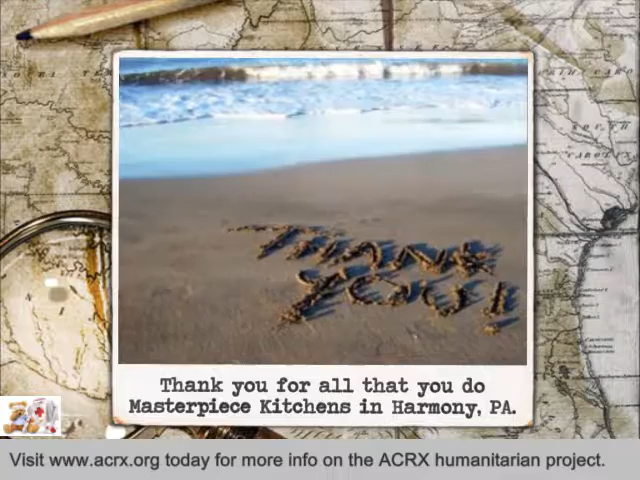 THANK
YOU!
Thank you for all that you do
Masterpiece Kitchens in Harmony, PA.
Visit www.acrx.org today for more info on the ACRX humanitarian project.